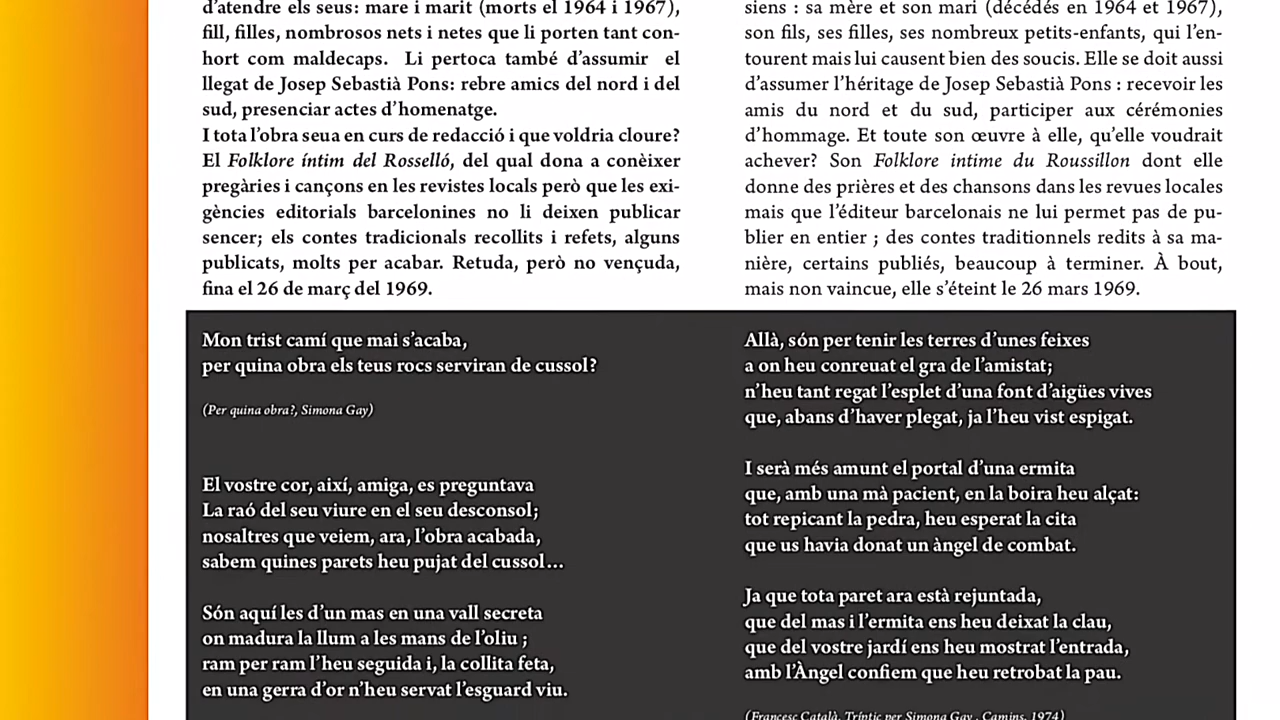 d’atendre els seus: mare i marit (morts el 1964 i 1967),
fill, filles, nombrosos nets i netes que li porten tant con-
hort com maldecaps. Li pertoca també d’assumir el
llegat de Josep Sebastià Pons: rebre amics del nord i del
sud, presenciar actes d’homenatge.
I tota l’obra seua en curs de redacció i que voldria cloure?
El Folklore íntim del Rosselló, del qual dona a conèixer
pregàries i cançons en les revistes locals però que les exi-
gències editorials barcelonines no li deixen publicar
sencer; els contes tradicionals recollits i refets, alguns
publicats, molts per acabar. Retuda, però no vençuda,
fina el 26 de març del 1969.
siens : sa mère et son mari (décédés en 1964 et 1967),
son fils, ses filles, ses nombreux petits-enfants, qui l’en-
tourent mais lui causent bien des soucis. Elle se doit aussi
d’assumer l’héritage de Josep Sebastià Pons : recevoir les
amis du nord et du sud, participer aux cérémonies
d’hommage. Et toute son œuvre à elle, qu’elle voudrait
achever? Son Folklore intime du Roussillon dont elle
donne des prières et des chansons dans les revues locales
mais que l’éditeur barcelonais ne lui permet pas de pu-
blier en entier ; des contes traditionnels redits à sa ma-
nière, certains publiés, beaucoup à terminer. À bout,
mais non vaincue, elle s’éteint le 26 mars 1969.
Mon trist camí que mai s’acaba,
per quina obra els teus rocs serviran de cussol?
(Per quina obra?, Simona Gay)
El vostre cor, així, amiga, es preguntava
La raó del seu viure en el seu desconsol;
nosaltres que veiem, ara, l’obra acabada,
sabem quines parets heu pujat del cussol…
Són aquí les d’un mas en una vall secreta
on madura la llum a les mans de l’oliu ;
ram per ram l’heu seguida i, la collita feta,
en una gerra d’or n’heu servat l’esguard viu.
Allà, són per tenir les terres d’unes feixes
a on heu conreuat el gra de l’amistat;
n’heu tant regat l’esplet d’una font d’aigües vives
que, abans d’haver plegat, ja l’heu vist espigat.
I serà més amunt el portal d’una ermita
que, amb una mà pacient, en la boira heu alçat:
tot repicant la pedra, heu esperat la cita
que us havia donat un àngel de combat.
Ja que tota paret ara està rejuntada,
que del mas i l’ermita ens heu deixat la clau,
que del vostre jardí ens heu mostrat l’entrada,
amb l’Àngel confiem que heu retrobat la pau.
(Francesc Català, Tríptic per Simona Gay , Camins, 1974)